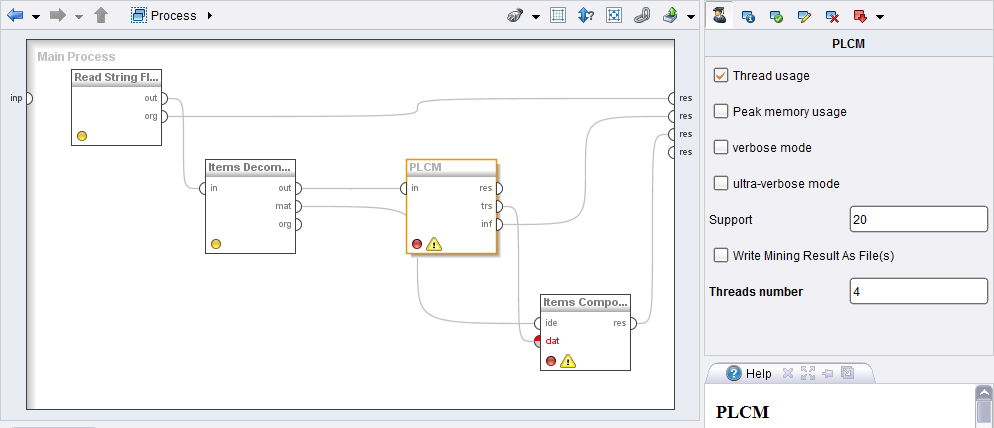 Process
Main Process
inp
Read String Fl...
out
org
res
res
res
res
Items Decom...
in
out
mat
org
PLCM
in
res
trs
inf
Items Compo...
ide
res
dat
PLCM
Thread usage
Peak memory usage
verbose mode
ultra-verbose mode
Support 20
Write Mining Result As File(s)
Threads number 4
Help
PLCM